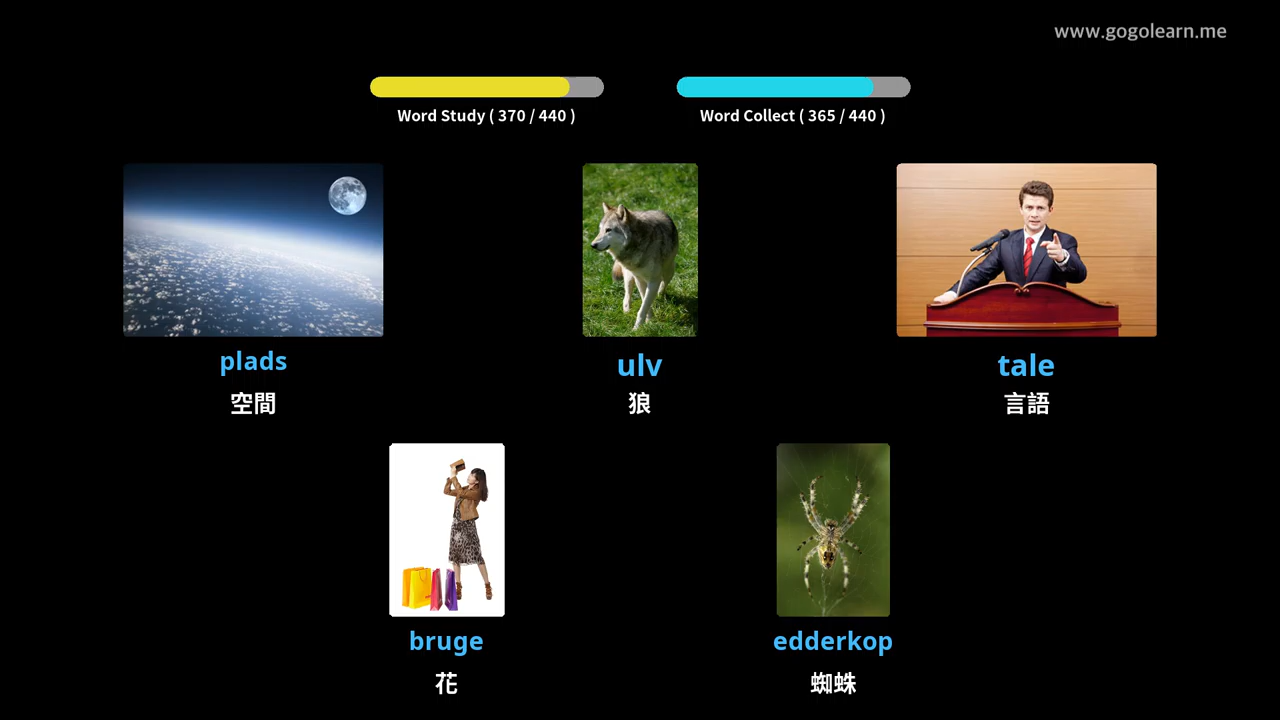 www.gogolearn.me
Word Study ( 370 / 440 )
Word Collect ( 365 / 440 )
plads
ulv
tale
空間
狼
言語
bruge
edderkop
花
蜘蛛